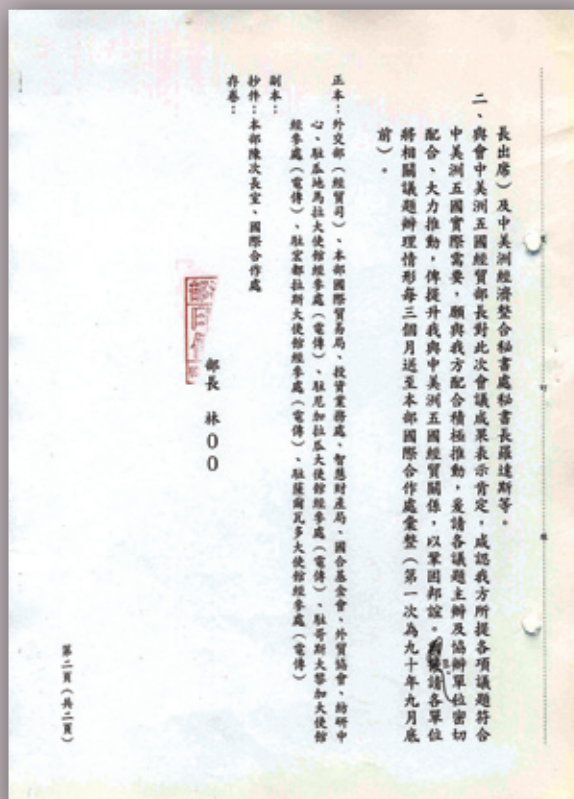 長出席）及中美洲經濟整合秘書處秘書長羅達斯等。
二、與會中美洲五國經貿部長對此次會議成果表示肯定，咸認我方所提各項議題符合
中美洲五國實際需要，願與我方配合積極推動，爰請各議題主辦及協辦單位密切
配合、大力推動，俾提升我與中美洲五國經貿關係，以鞏固邦誼。請各單位
將相關議題辦理情形每三個月送至本部國際合作處彙整（第一次為九十年九月底
前）。
正本：外交部（經貿司）、本部國際貿易局、投資業務處、智慧財產局、國合基金會、外貿協會、紡研中
心、駐瓜地馬拉大使館經參處（電傳）、駐尼加拉瓜大使館經參處（電傳）、駐哥斯大黎加大使館
經參處（電傳）、駐宏都拉斯大使館經參處（電傳）、駐薩爾瓦多大使館經參處（電傳）
副本：
抄件：本部陳次長室、國際合作處
存卷：
部長 林００
第二頁（共二頁）